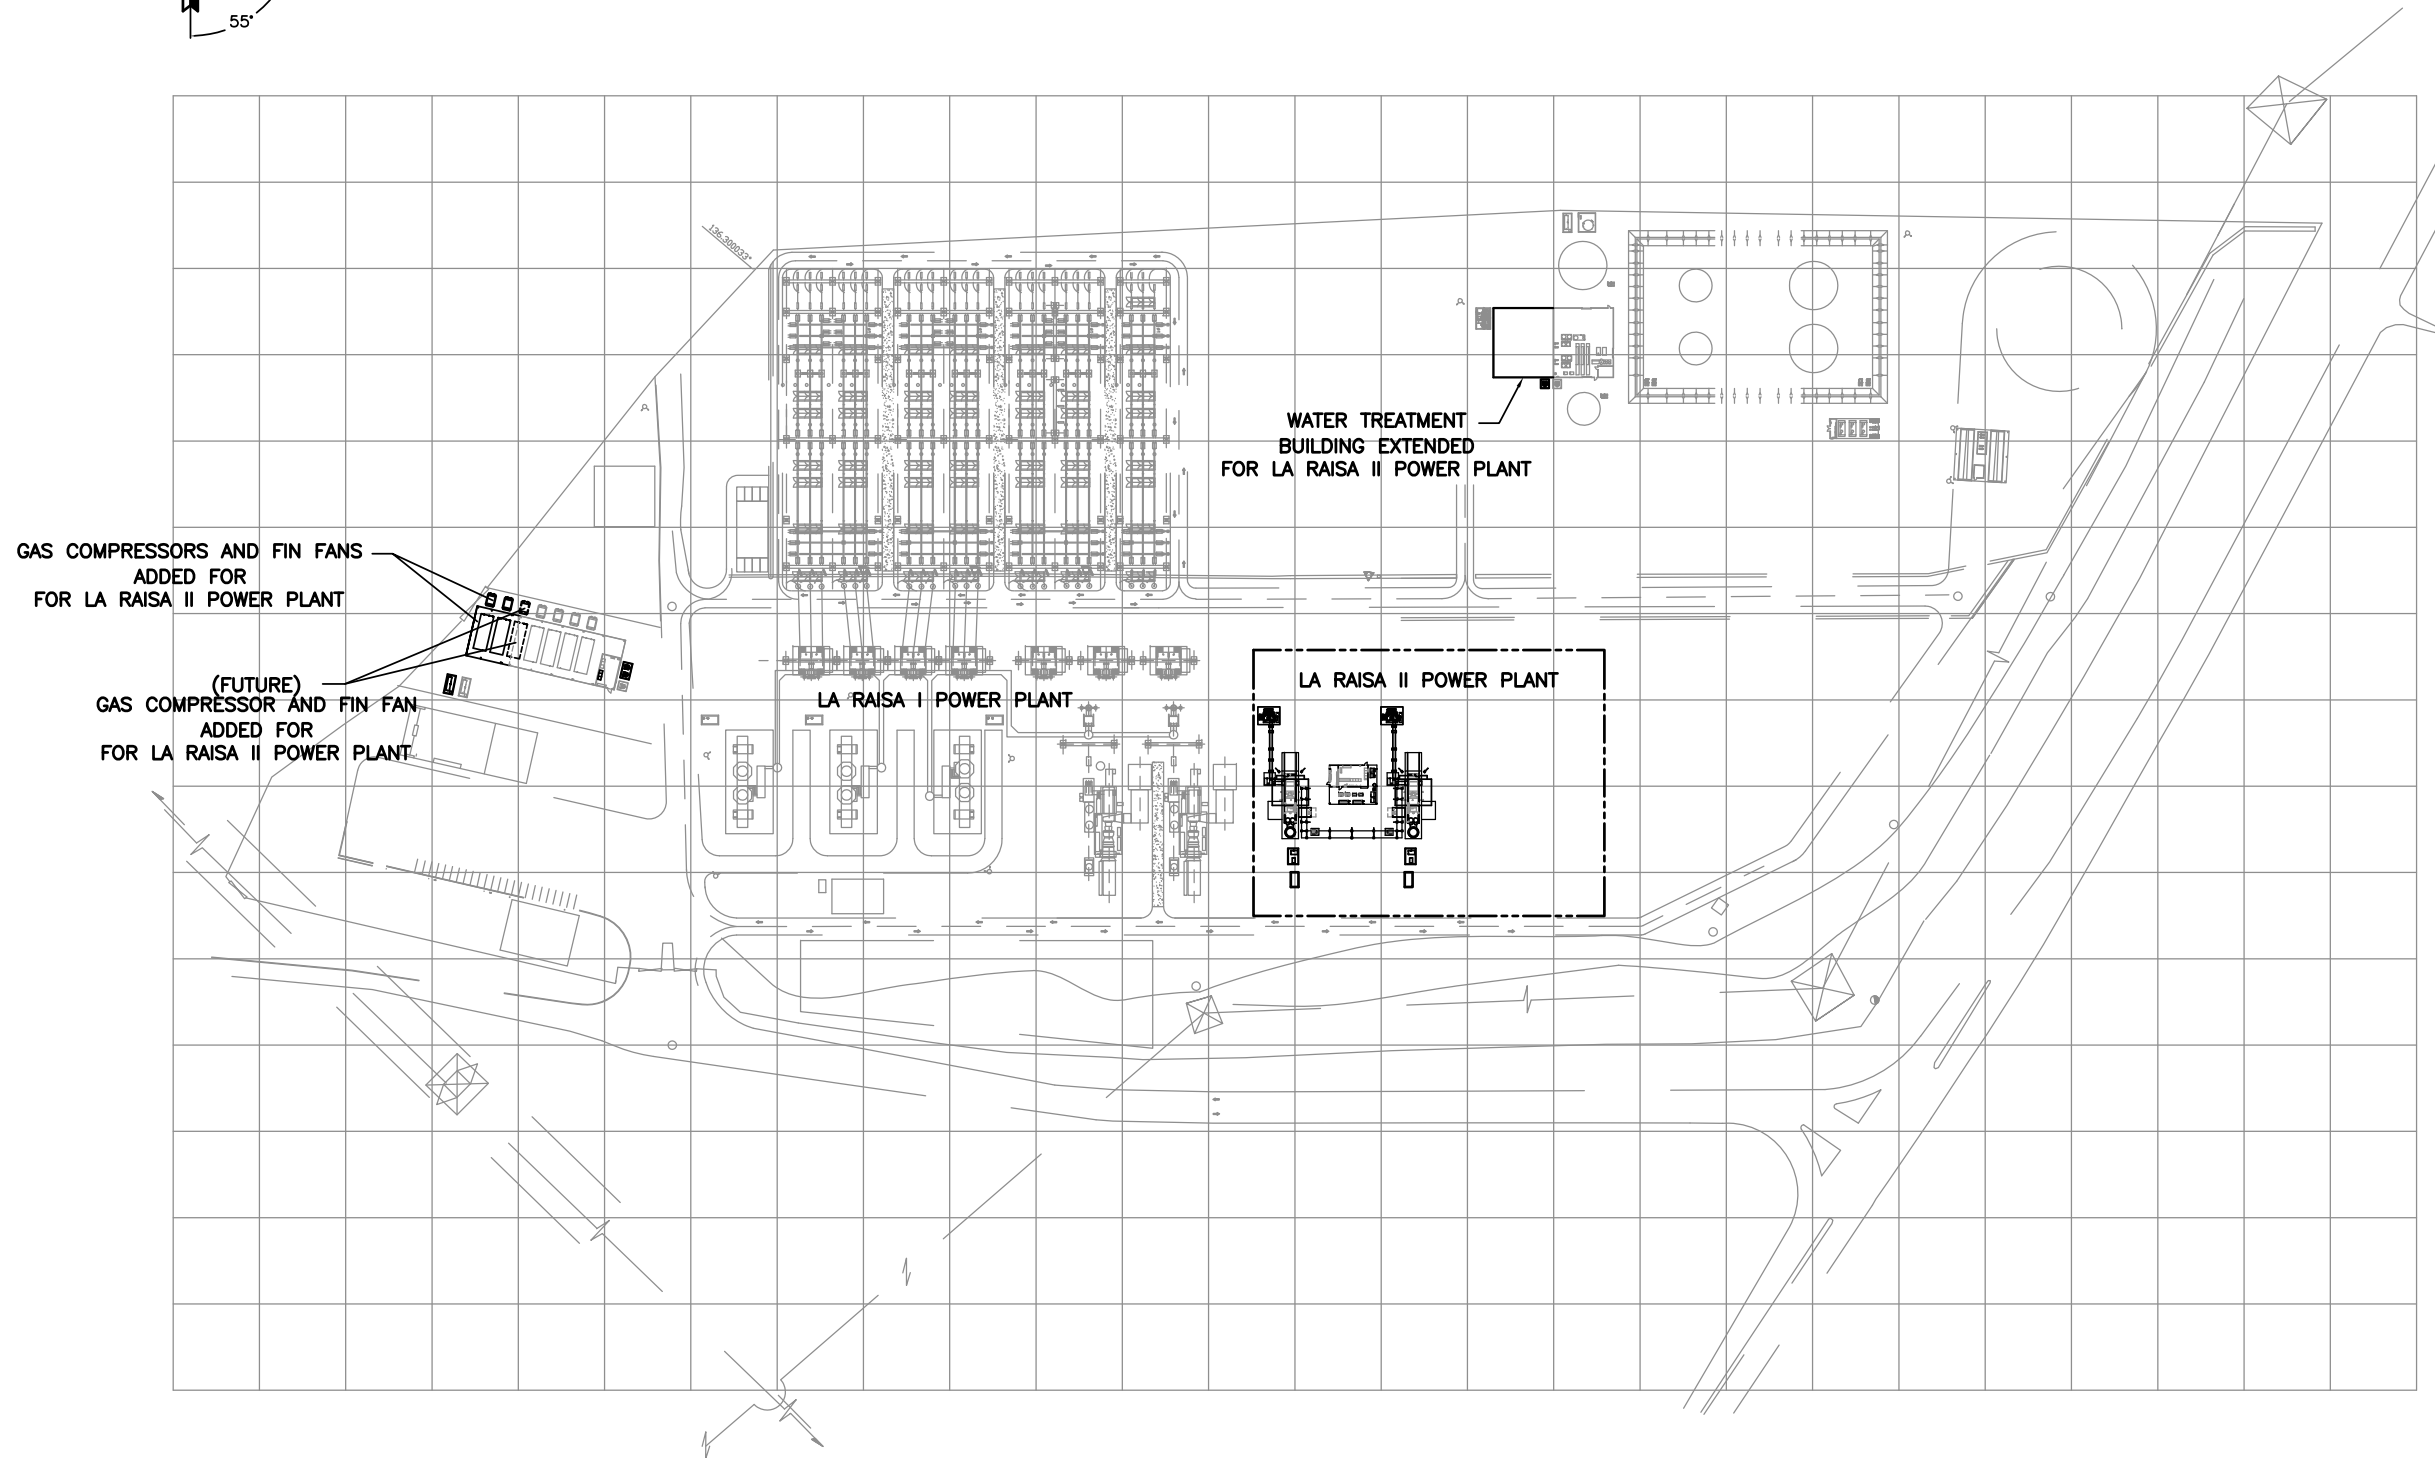 55°
136.300033°
WATER TREATMENT
BUILDING EXTENDED
FOR LA RAISA II POWER PLANT
GAS COMPRESSORS AND FIN FANS
ADDED FOR
FOR LA RAISA II POWER PLANT
(FUTURE)
GAS COMPRESSOR AND FIN FAN
ADDED FOR
FOR LA RAISA II POWER PLANT
LA RAISA I POWER PLANT
LA RAISA II POWER PLANT